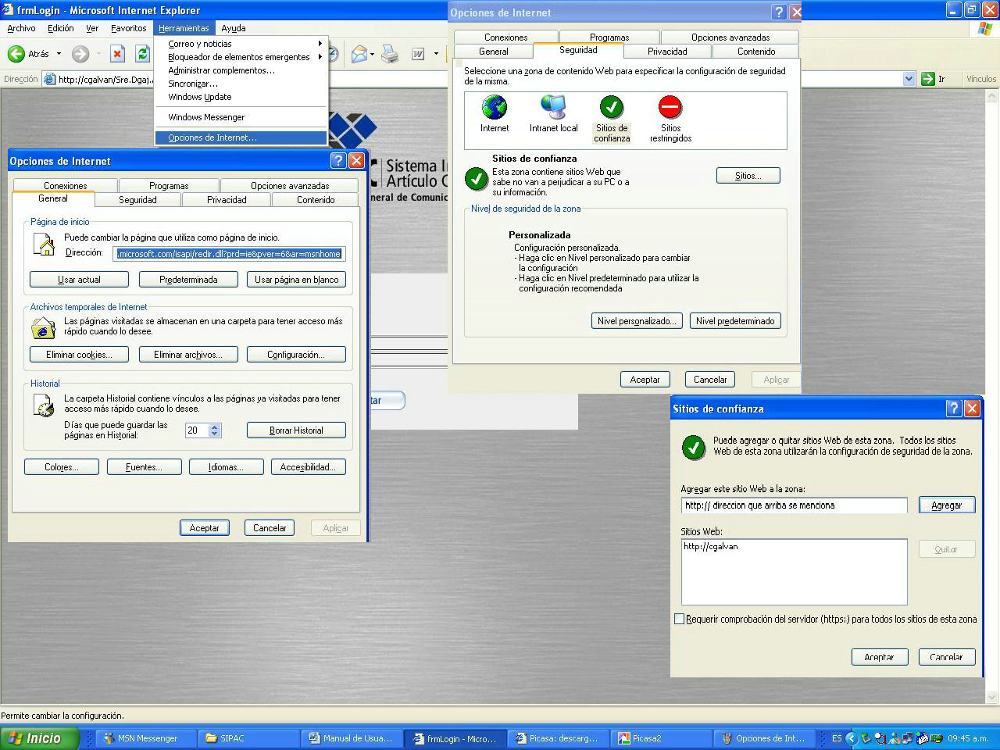 frmLogin - Microsoft Internet Explorer
Archivo Edición Ver Favoritos Herramientas Ayuda
Atrás
Dirección http://cgalvan/Sre.Dgaj.
Ir Vínculos
Correo y noticias
Bloqueador de elementos emergentes
Administrar complementos...
Sincronizar...
Windows Update
Windows Messenger
Opciones de Internet...
Sistema I
Artículo C
eneral de Comunic
tar
Opciones de Internet
Conexiones Programas Opciones avanzadas
General Seguridad Privacidad Contenido
Página de inicio
Puede cambiar la página que utiliza como página de inicio.
Dirección: .microsoft.com/isapi/redir.dll?prd=ie&pver=6&ar=msnhome
Usar actual Predeterminada Usar página en blanco
Archivos temporales de Internet
Las páginas visitadas se almacenan en una carpeta para tener acceso más
rápido cuando lo desee.
Eliminar cookies... Eliminar archivos... Configuración...
Historial
La carpeta Historial contiene vínculos a las páginas ya visitadas para tener
acceso más rápido cuando lo desee.
Días que puede guardar las
páginas en Historial: 20 Borrar Historial
Colores... Fuentes... Idiomas... Accesibilidad...
Aceptar Cancelar Aplicar
Opciones de Internet
Conexiones Programas Opciones avanzadas
General Seguridad Privacidad Contenido
Seleccione una zona de contenido Web para especificar la configuración de seguridad
de la misma.
Internet Intranet local Sitios de
confianza Sitios
restringidos
Sitios de confianza
Esta zona contiene sitios Web que
sabe no van a perjudicar a su PC o a
su información.
Sitios...
Nivel de seguridad de la zona
Personalizada
Configuración personalizada.
- Haga clic en Nivel personalizado para cambiar
la configuración
- Haga clic en Nivel predeterminado para utilizar la
configuración recomendada
Nivel personalizado... Nivel predeterminado
Aceptar Cancelar Aplicar
Sitios de confianza
Puede agregar o quitar sitios Web de esta zona. Todos los sitios
Web de esta zona utilizarán la configuración de seguridad de la zona.
Agregar este sitio Web a la zona:
http:// direccion que arriba se menciona Agregar
Sitios Web:
http://cgalvan Quitar
Requerir comprobación del servidor (https:) para todos los sitios de esta zona
Aceptar Cancelar
Permite cambiar la configuración.
Inicio MSN Messenger SIPAC Manual de Usua... frmLogin - Micro... Picasa: descarg... Picasa2 Opciones de Int... ES 09:45 a.m.